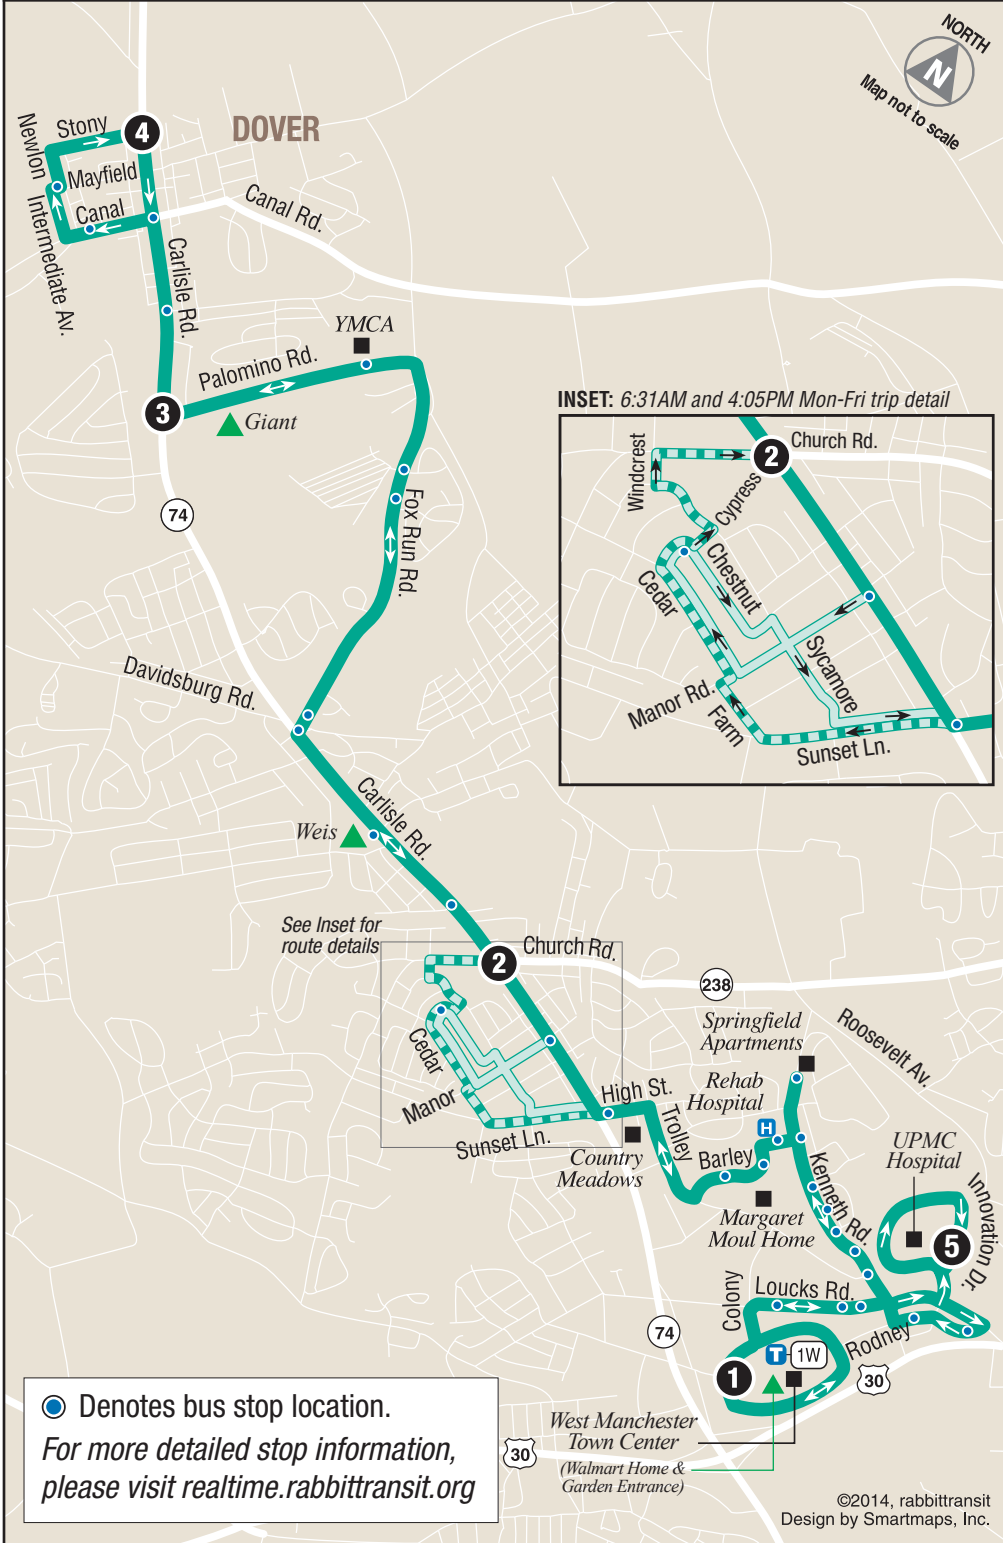 NORTH
N
Map not to scale
DOVER
4
Stony
Newlon
Mayfield
Canal
Intermediate Av.
Canal Rd.
Carlisle Rd.
YMCA
Palomino Rd.
3
Giant
74
Fox Run Rd.
INSET: 6:31AM and 4:05PM Mon-Fri trip detail
Church Rd.
2
Windcrest
Cypress
Chestnut
Cedar
Sycamore
Manor Rd.
Farm
Sunset Ln.
Davidsburg Rd.
Carlisle Rd.
Weis
See Inset for
route details
2
Church Rd.
238
Cedar
Manor
Sunset Ln.
High St.
Trolley
Country
Meadows
Springfield
Apartments
Roosevelt Av.
Rehab
Hospital
H
Barley
Margaret
Moul Home
Kenneth Rd.
UPMC
Hospital
Innovation Dr.
5
Colony
Loucks Rd.
Rodney
74
1
T
1W
30
West Manchester
Town Center
(Walmart Home &
Garden Entrance)
30
Denotes bus stop location.
For more detailed stop information,
please visit realtime.rabbittransit.org
©2014, rabbittransit
Design by Smartmaps, Inc.